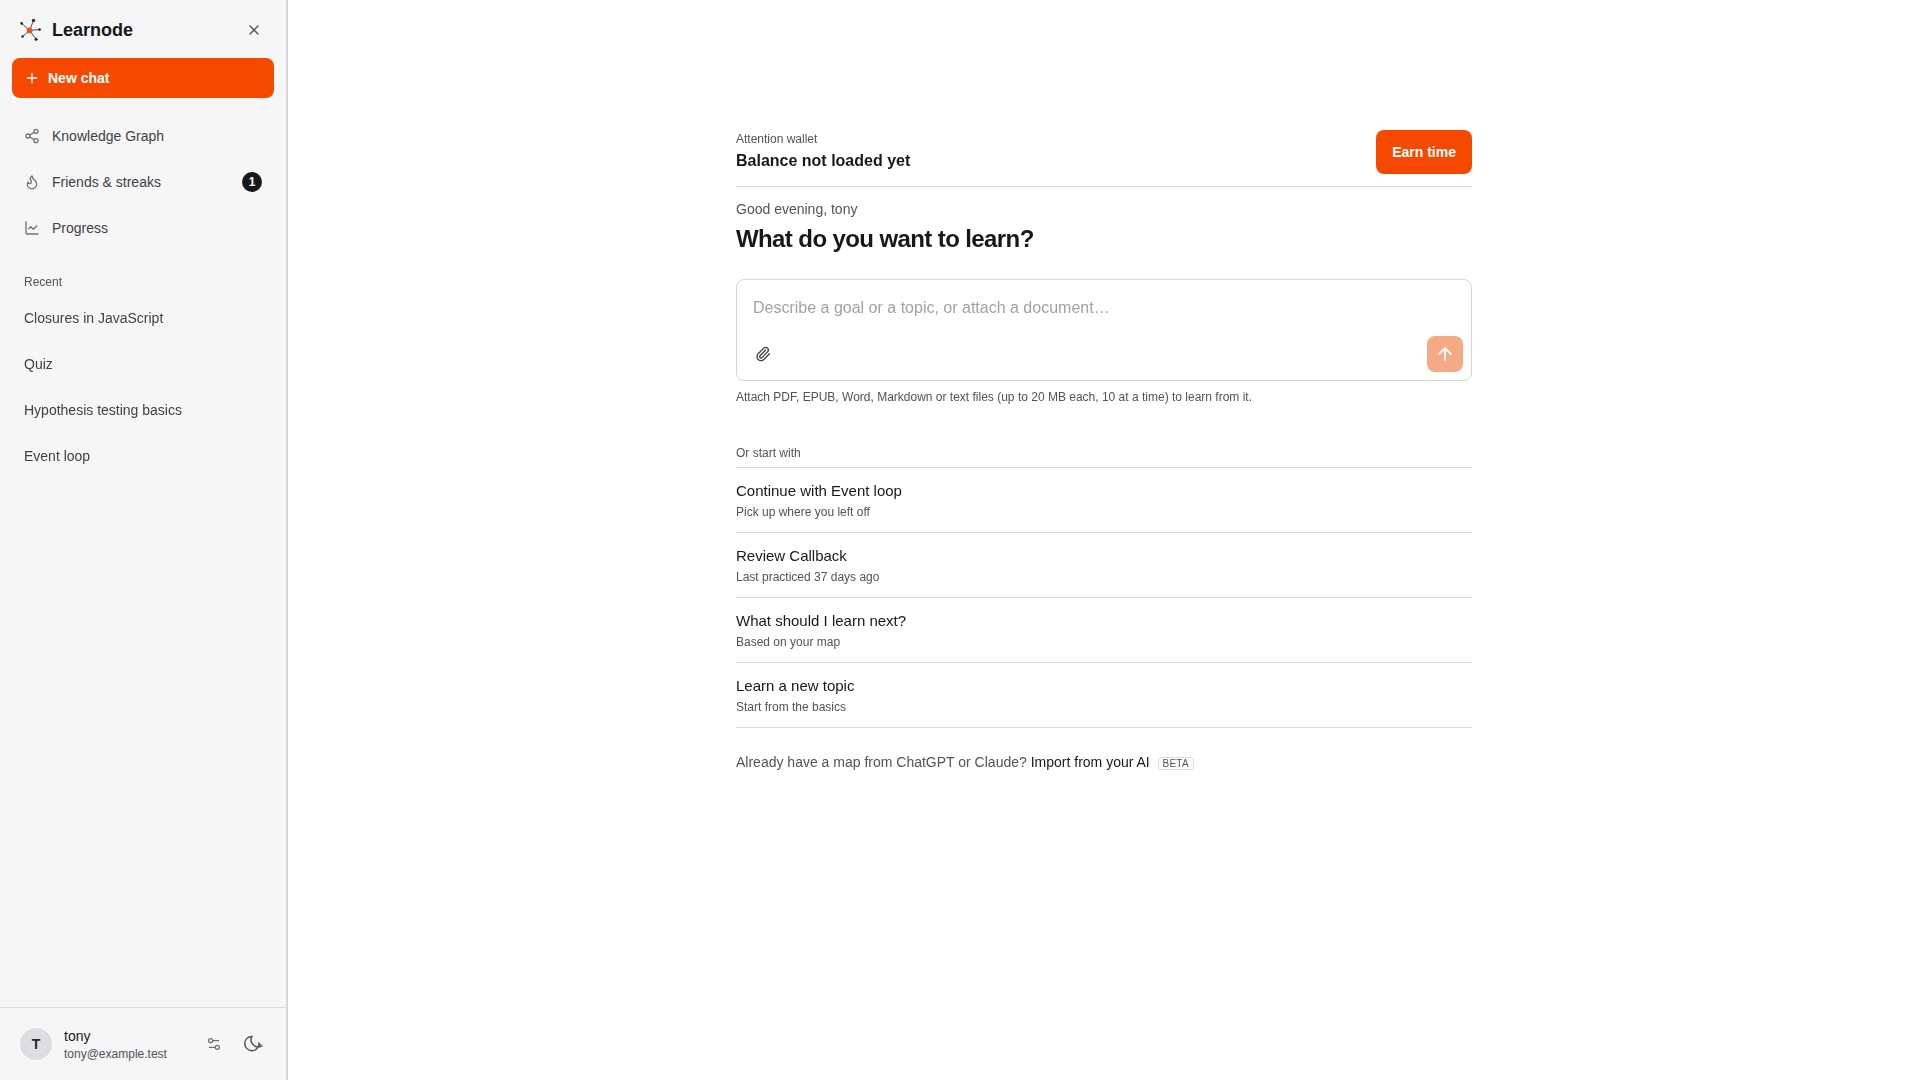 Learnode
New chat
Knowledge Graph
Friends & streaks
1
Progress
Recent
Closures in JavaScript
Quiz
Hypothesis testing basics
Event loop
T
tony
tony@example.test
Attention wallet
Balance not loaded yet
Earn time
Good evening, tony
What do you want to learn?
Describe a goal or a topic, or attach a document…
Attach PDF, EPUB, Word, Markdown or text files (up to 20 MB each, 10 at a time) to learn from it.
Or start with
Continue with Event loop
Pick up where you left off
Review Callback
Last practiced 37 days ago
What should I learn next?
Based on your map
Learn a new topic
Start from the basics
Already have a map from ChatGPT or Claude? Import from your AI BETA